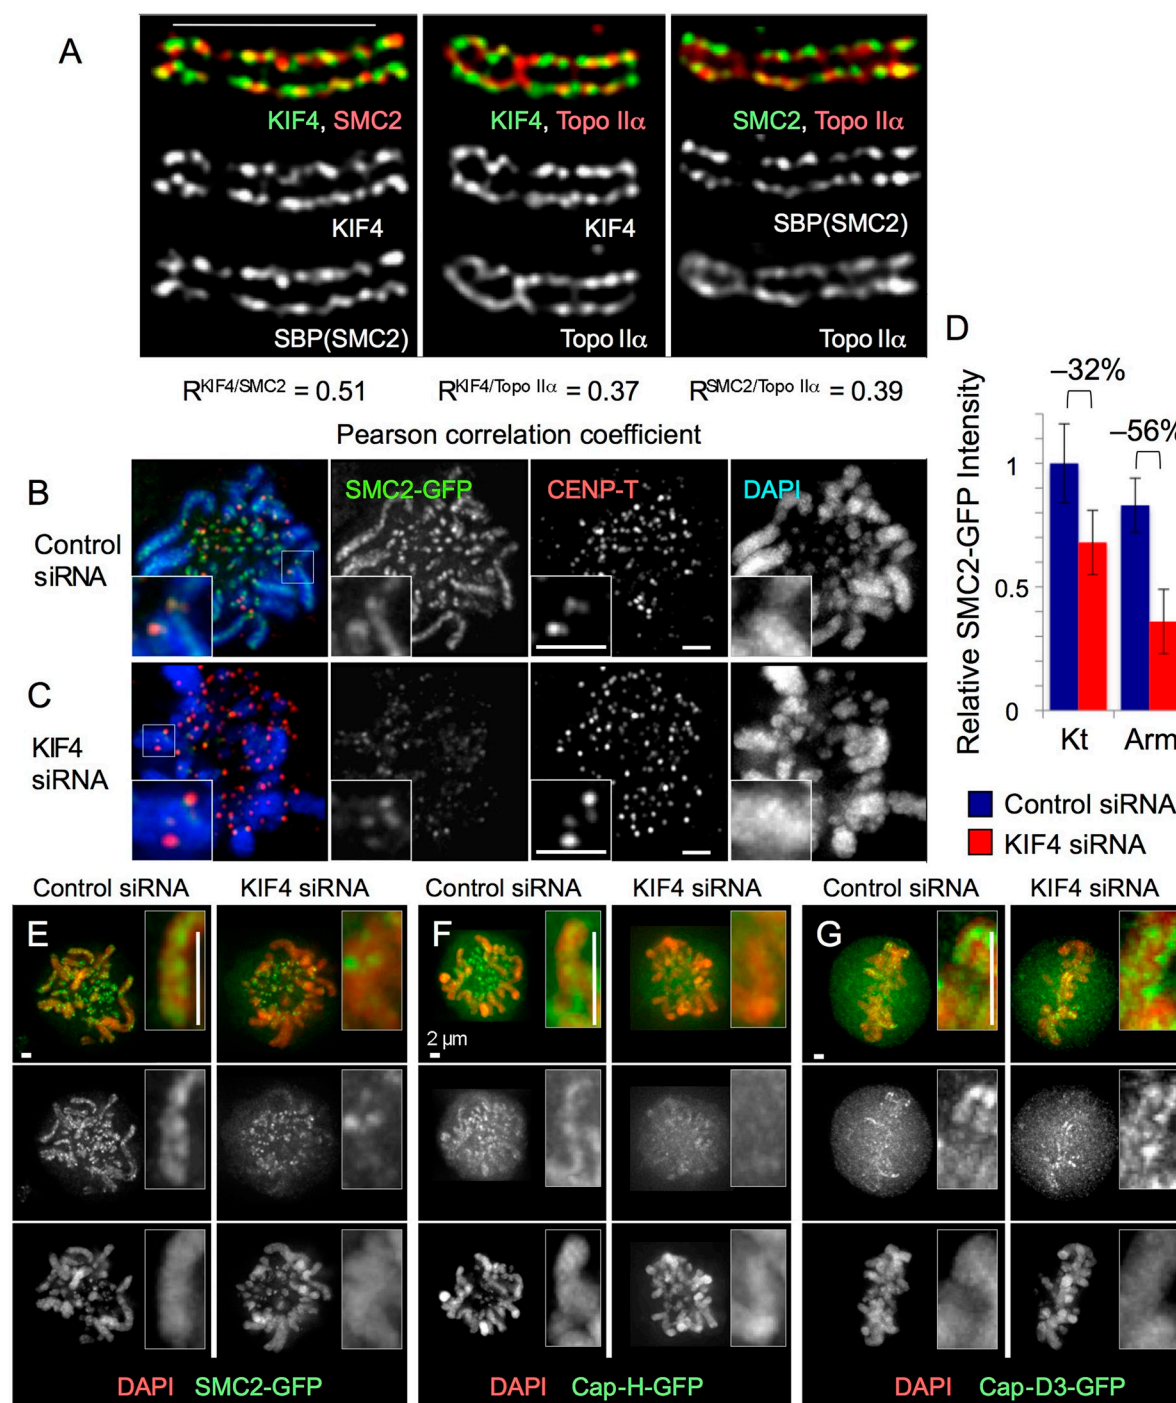 A
KIF4, SMC2
KIF4, Topo IIα
SMC2, Topo IIα
KIF4
KIF4
SBP(SMC2)
SBP(SMC2)
Topo IIα
Topo IIα
R^KIF4/SMC2 = 0.51
R^KIF4/Topo IIα = 0.37
R^SMC2/Topo IIα = 0.39
Pearson correlation coefficient
B
Control
siRNA
SMC2-GFP
CENP-T
DAPI
C
KIF4
siRNA
D
Relative SMC2-GFP Intensity
–32%
–56%
1
0.5
0
Kt
Arm
Control siRNA
KIF4 siRNA
Control siRNA
KIF4 siRNA
Control siRNA
KIF4 siRNA
Control siRNA
KIF4 siRNA
E
F
G
2 µm
DAPI SMC2-GFP
DAPI Cap-H-GFP
DAPI Cap-D3-GFP